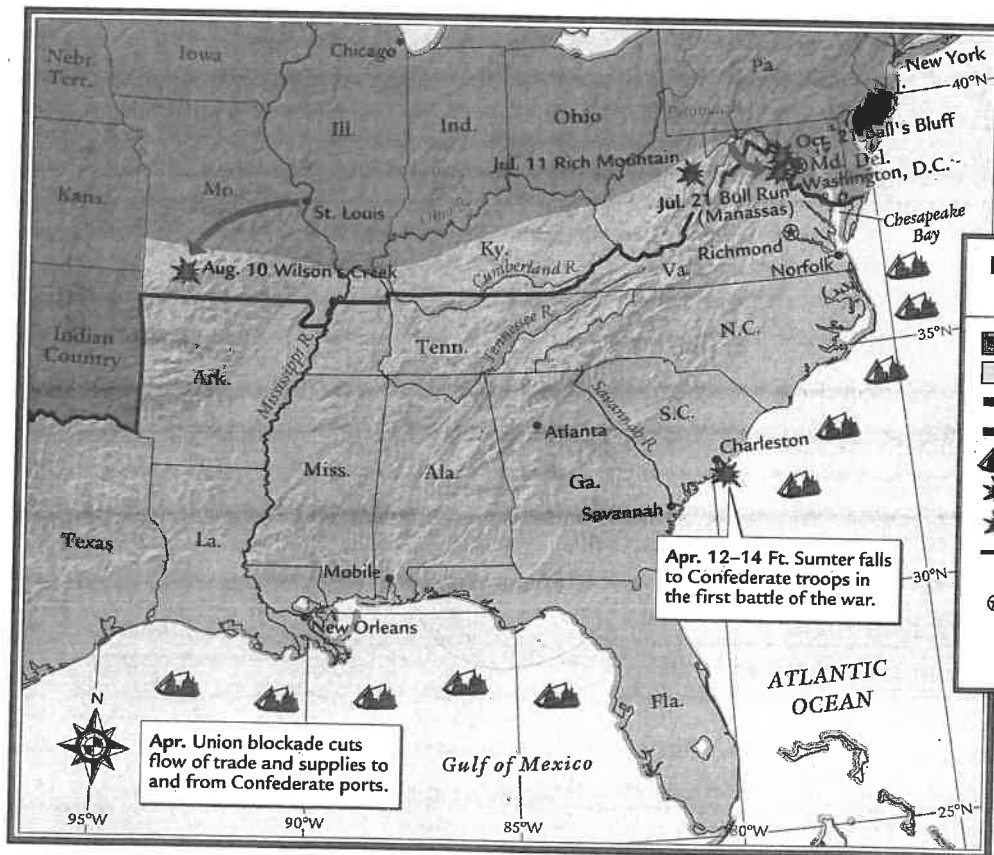 Nebr.
Terr.
Iowa
Chicago
Pa.
New York
J.
40°N
Ill.
Ind.
Ohio
Potomac
Oct. 21 Ball's Bluff
Md. Del.
Washington, D.C.
Jul. 11 Rich Mountain
Jul. 21 Bull Run
(Manassas)
Kans.
Mo.
St. Louis
Ohio R.
Chesapeake
Bay
Richmond
Ky.
Va.
Norfolk
Aug. 10 Wilson's Creek
Cumberland R.
Indian
Country
Tenn.
Tennessee R.
N.C.
35°N
Ark.
Mississippi R.
Savannah R.
S.C.
Atlanta
Charleston
Miss.
Ala.
Ga.
Savannah
Texas
La.
Apr. 12–14 Ft. Sumter falls
to Confederate troops in
the first battle of the war.
30°N
Mobile
New Orleans
Fla.
ATLANTIC
OCEAN
N
Apr. Union blockade cuts
flow of trade and supplies to
and from Confederate ports.
Gulf of Mexico
25°N
95°W
90°W
85°W
80°W